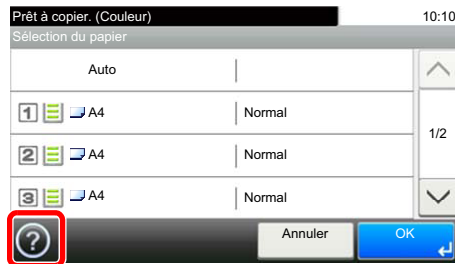 Prêt à copier. (Couleur) 10:10
Sélection du papier
Auto
1 A4 Normal
2 A4 Normal
1/2
3 A4 Normal
? Annuler OK